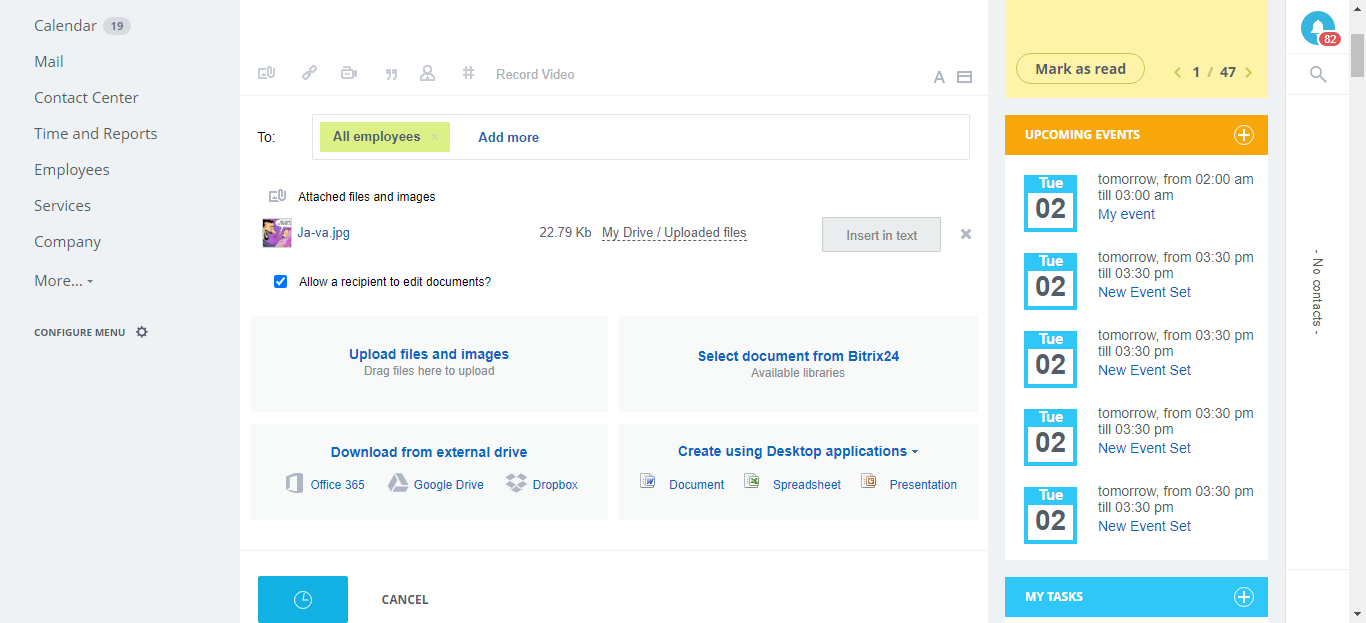 Calendar 19
Mail
Contact Center
Time and Reports
Employees
Services
Company
More...
CONFIGURE MENU
Record Video
A
To:
All employees ×
Add more
Attached files and images
Ja-va.jpg
22.79 Kb
My Drive / Uploaded files
Insert in text
Allow a recipient to edit documents?
Upload files and images
Drag files here to upload
Select document from Bitrix24
Available libraries
Download from external drive
Office 365
Google Drive
Dropbox
Create using Desktop applications
Document
Spreadsheet
Presentation
CANCEL
Mark as read
1 / 47
UPCOMING EVENTS
Tue
02
tomorrow, from 02:00 am
till 03:00 am
My event
Tue
02
tomorrow, from 03:30 pm
till 03:30 pm
New Event Set
Tue
02
tomorrow, from 03:30 pm
till 03:30 pm
New Event Set
Tue
02
tomorrow, from 03:30 pm
till 03:30 pm
New Event Set
Tue
02
tomorrow, from 03:30 pm
till 03:30 pm
New Event Set
MY TASKS
82
- No contacts -